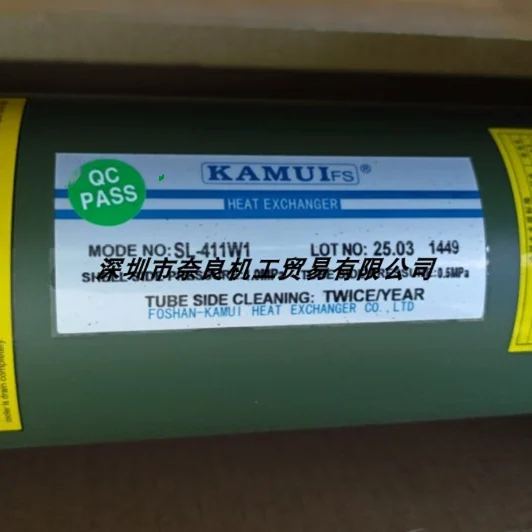 QC
PASS
KAMUI FS®
HEAT EXCHANGER
MODE NO: SL-411W1 LOT NO: 25.03 1449
深圳市奈良机工贸易有限公司
SHELL SIDE :0.5MPa
TUBE SIDE CLEANING: TWICE/YEAR
FOSHAN-KAMUI HEAT EXCHANGER CO.,LTD